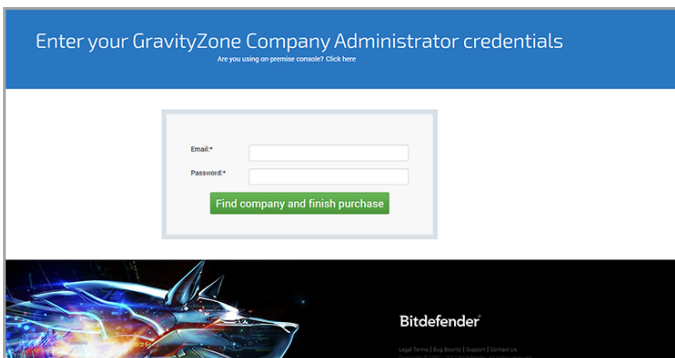 Enter your GravityZone Company Administrator credentials
Are you using on-premise console? Click here
Email:*
Password:*
Find company and finish purchase
Bitdefender
Legal Terms | Bug Bounty | Support | Contact Us